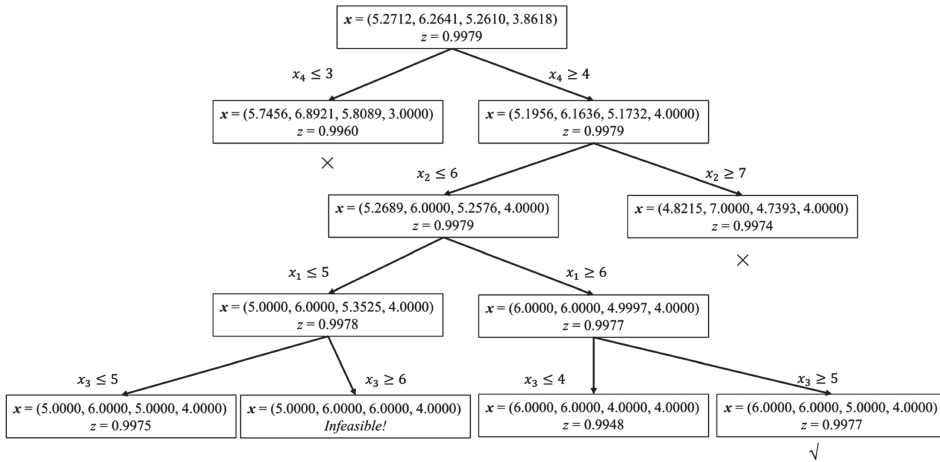 x = (5.2712, 6.2641, 5.2610, 3.8618)
z = 0.9979
x₄ ≤ 3
x₄ ≥ 4
x = (5.7456, 6.8921, 5.8089, 3.0000)
z = 0.9960
×
x = (5.1956, 6.1636, 5.1732, 4.0000)
z = 0.9979
x₂ ≤ 6
x₂ ≥ 7
x = (5.2689, 6.0000, 5.2576, 4.0000)
z = 0.9979
x = (4.8215, 7.0000, 4.7393, 4.0000)
z = 0.9974
×
x₁ ≤ 5
x₁ ≥ 6
x = (5.0000, 6.0000, 5.3525, 4.0000)
z = 0.9978
x = (6.0000, 6.0000, 4.9997, 4.0000)
z = 0.9977
x₃ ≤ 5
x₃ ≥ 6
x₃ ≤ 4
x₃ ≥ 5
x = (5.0000, 6.0000, 5.0000, 4.0000)
z = 0.9975
x = (5.0000, 6.0000, 6.0000, 4.0000)
Infeasible!
x = (6.0000, 6.0000, 4.0000, 4.0000)
z = 0.9948
x = (6.0000, 6.0000, 5.0000, 4.0000)
z = 0.9977
√